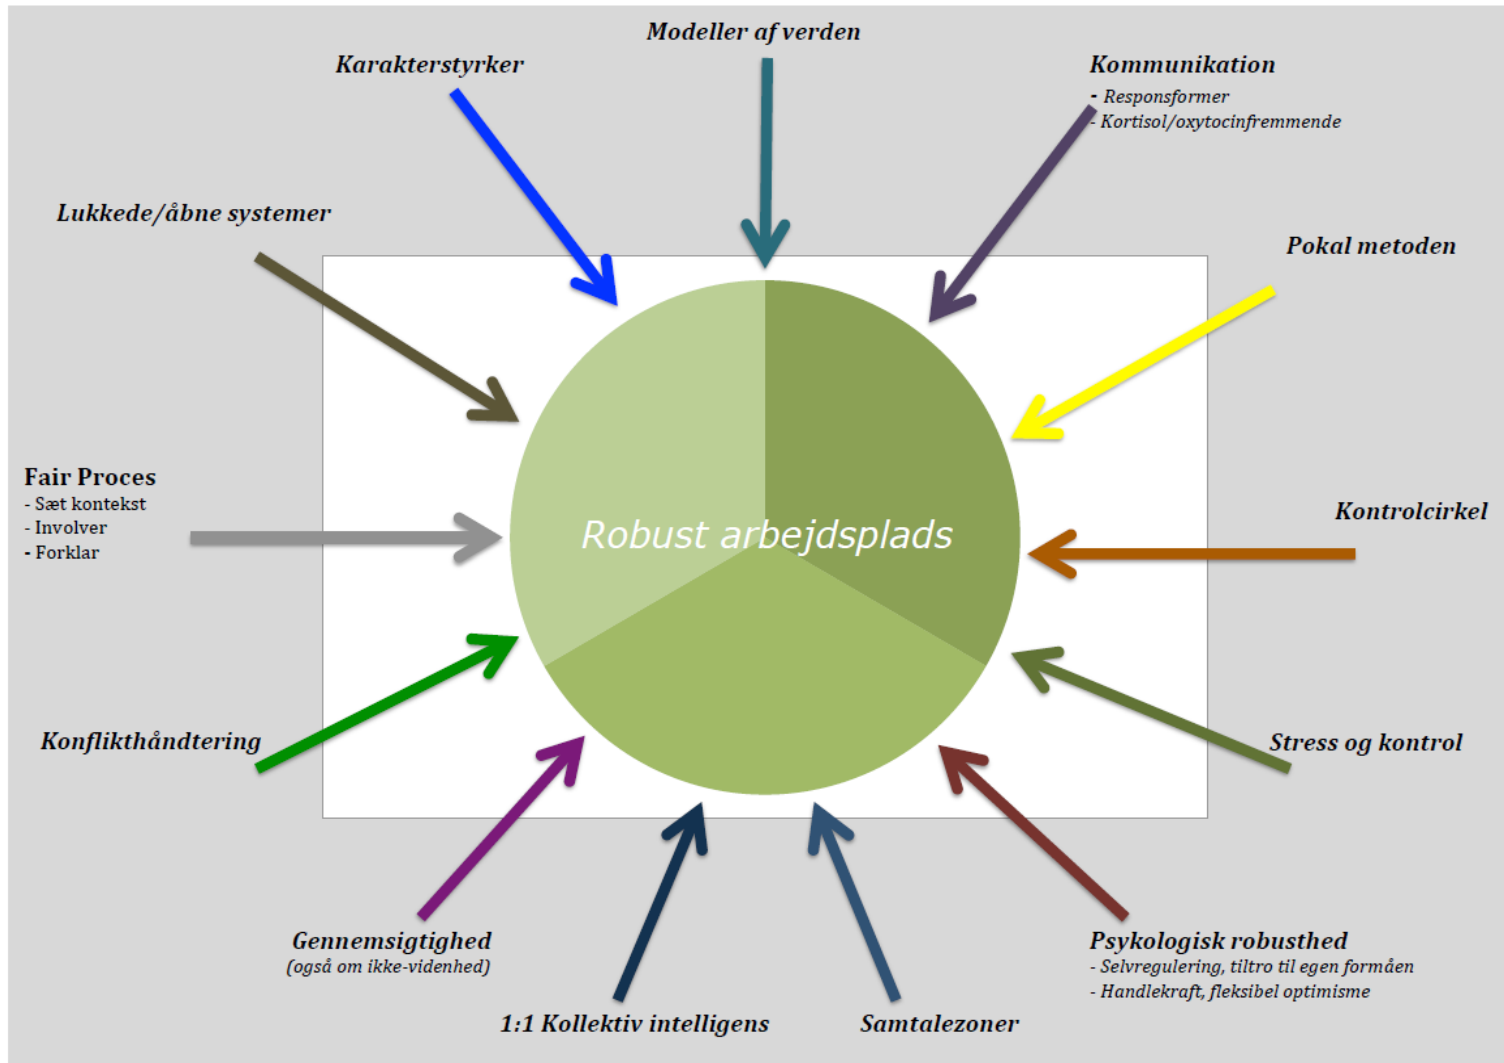 Modeller af verden
Karakterstyrker
Kommunikation
- Responsformer
- Kortisol/oxytocinfremmende
Lukkede/åbne systemer
Pokal metoden
Fair Proces
- Sæt kontekst
- Involver
- Forklar
Robust arbejdsplads
Kontrolcirkel
Konflikthåndtering
Stress og kontrol
Gennemsigtighed
(også om ikke-videnhed)
Psykologisk robusthed
- Selvregulering, tiltro til egen formåen
- Handlekraft, fleksibel optimisme
1:1 Kollektiv intelligens
Samtalezoner